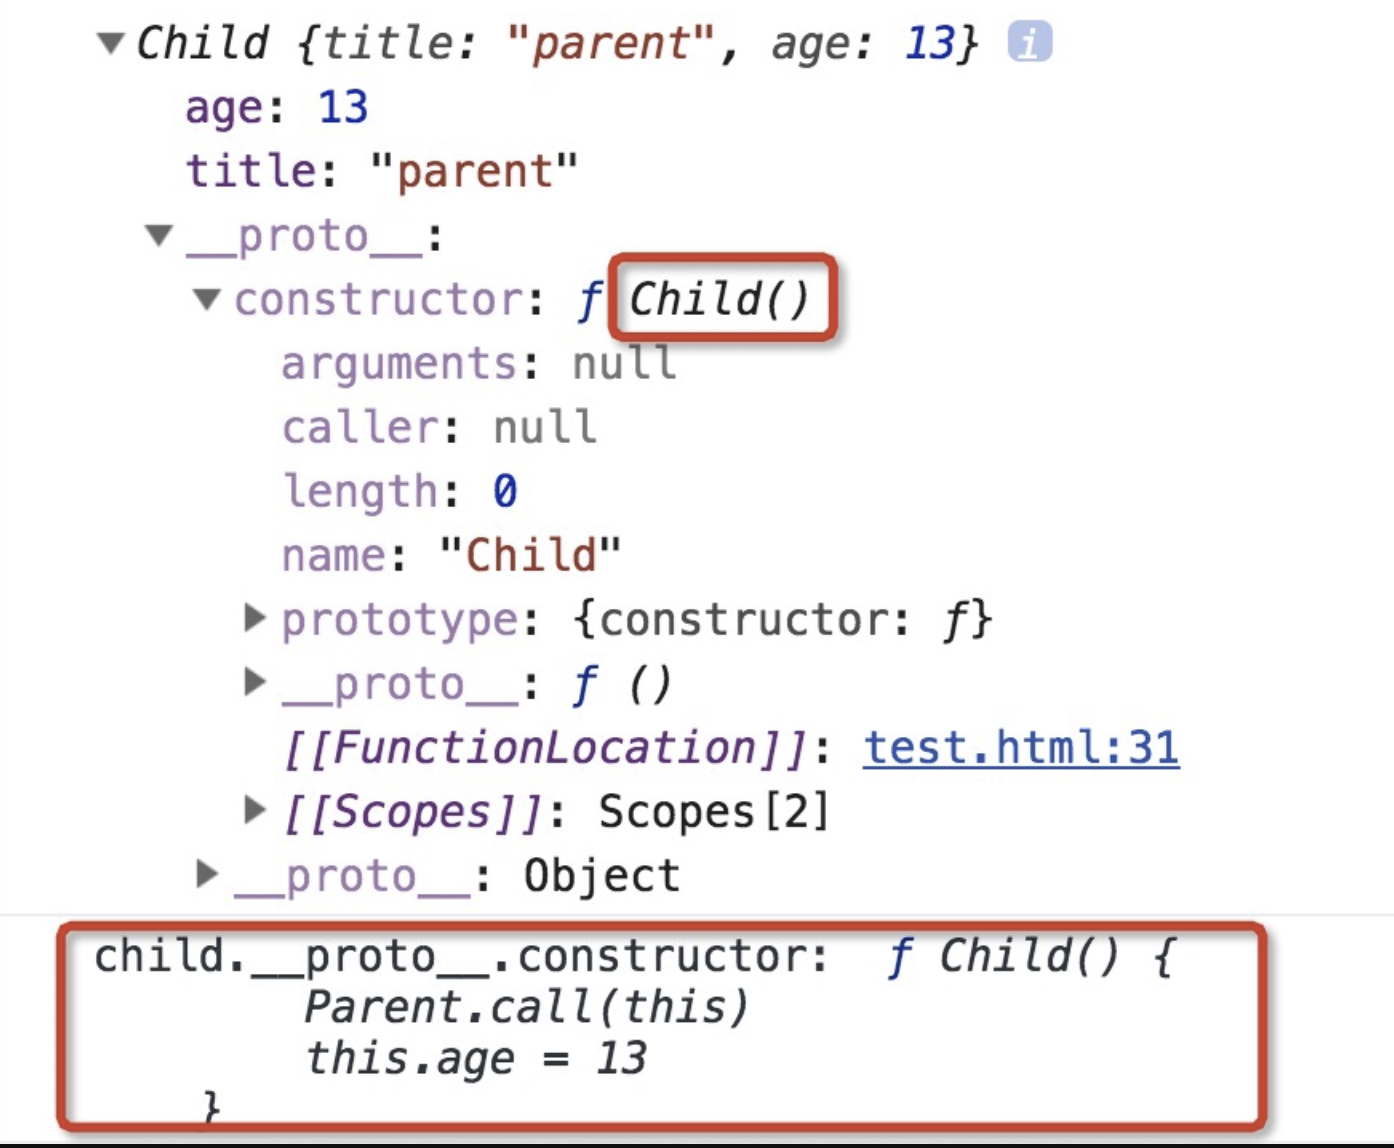 ▼Child {title: "parent", age: 13} i
age: 13
title: "parent"
▼__proto__:
▼constructor: ƒ Child()
arguments: null
caller: null
length: 0
name: "Child"
▶prototype: {constructor: ƒ}
▶__proto__: ƒ ()
[[FunctionLocation]]: test.html:31
▶[[Scopes]]: Scopes[2]
▶__proto__: Object
child.__proto__.constructor:  ƒ Child() {
Parent.call(this)
this.age = 13
}